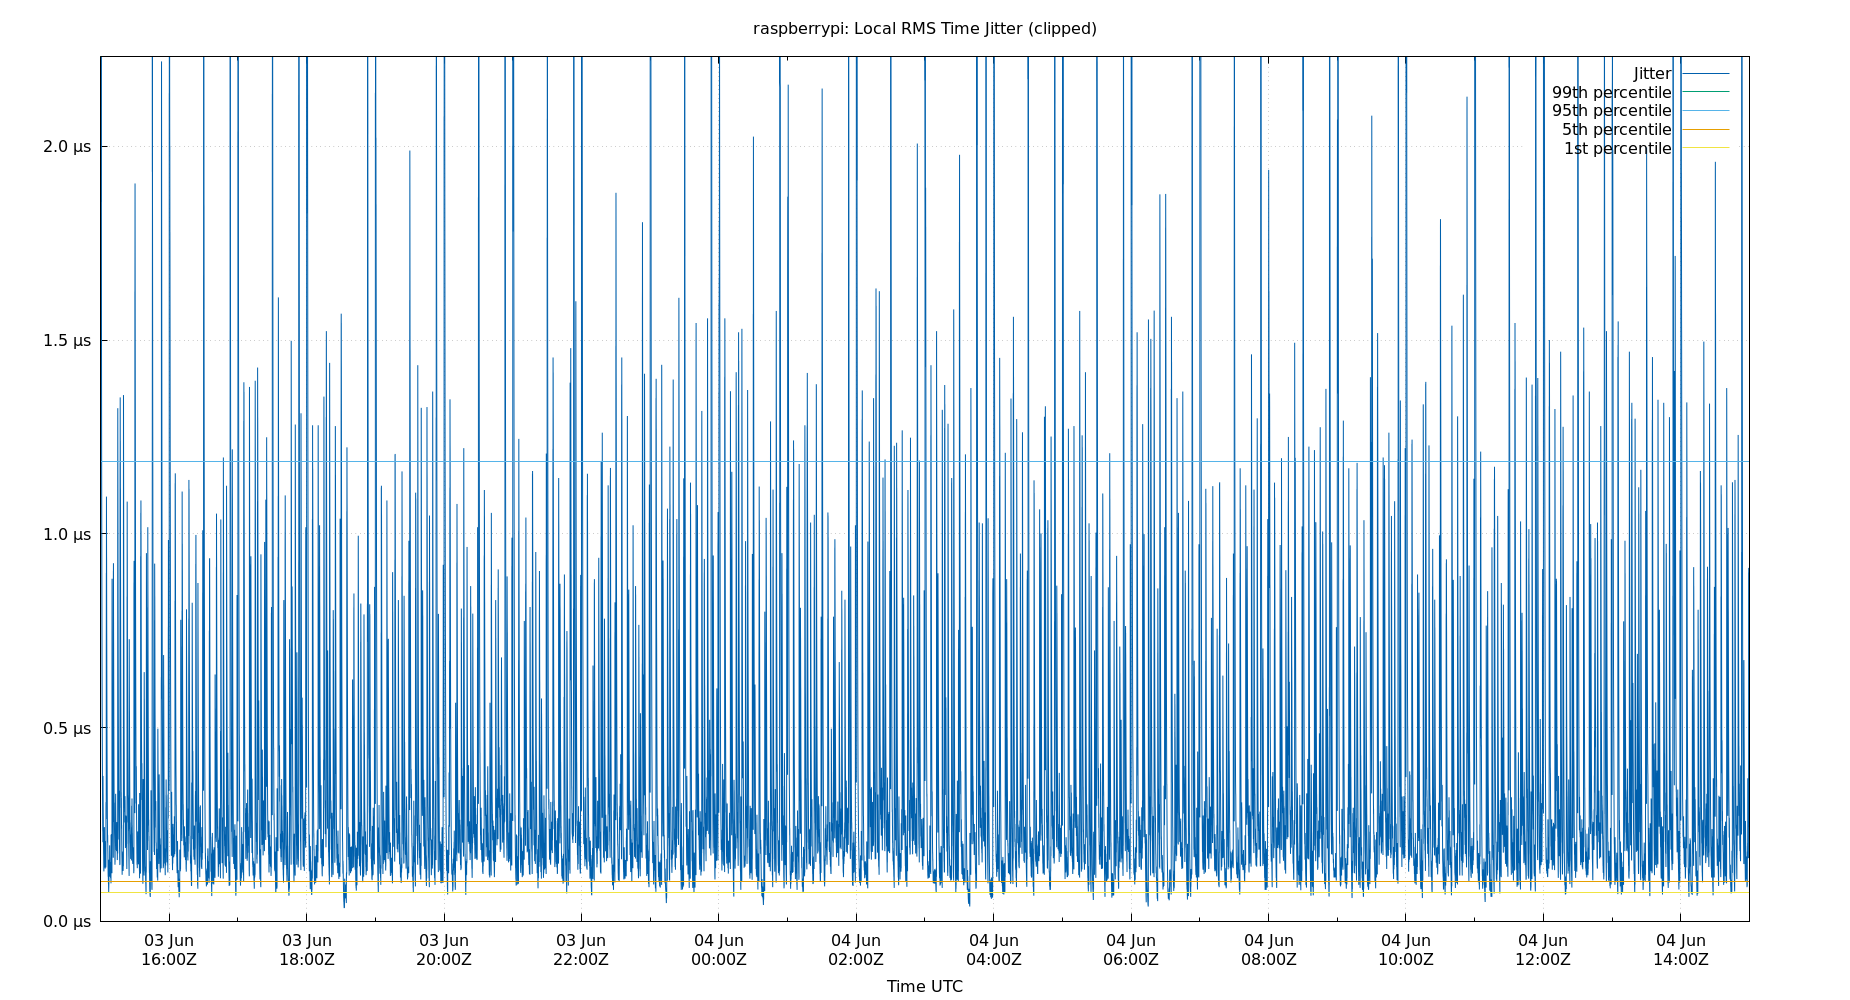 raspberrypi: Local RMS Time Jitter (clipped)
Jitter
99th percentile
95th percentile
5th percentile
1st percentile
2.0 µs
1.5 µs
1.0 µs
0.5 µs
0.0 µs
03 Jun 03 Jun 03 Jun 03 Jun 04 Jun 04 Jun 04 Jun 04 Jun 04 Jun 04 Jun 04 Jun 04 Jun
16:00Z 18:00Z 20:00Z 22:00Z 00:00Z 02:00Z 04:00Z 06:00Z 08:00Z 10:00Z 12:00Z 14:00Z
Time UTC